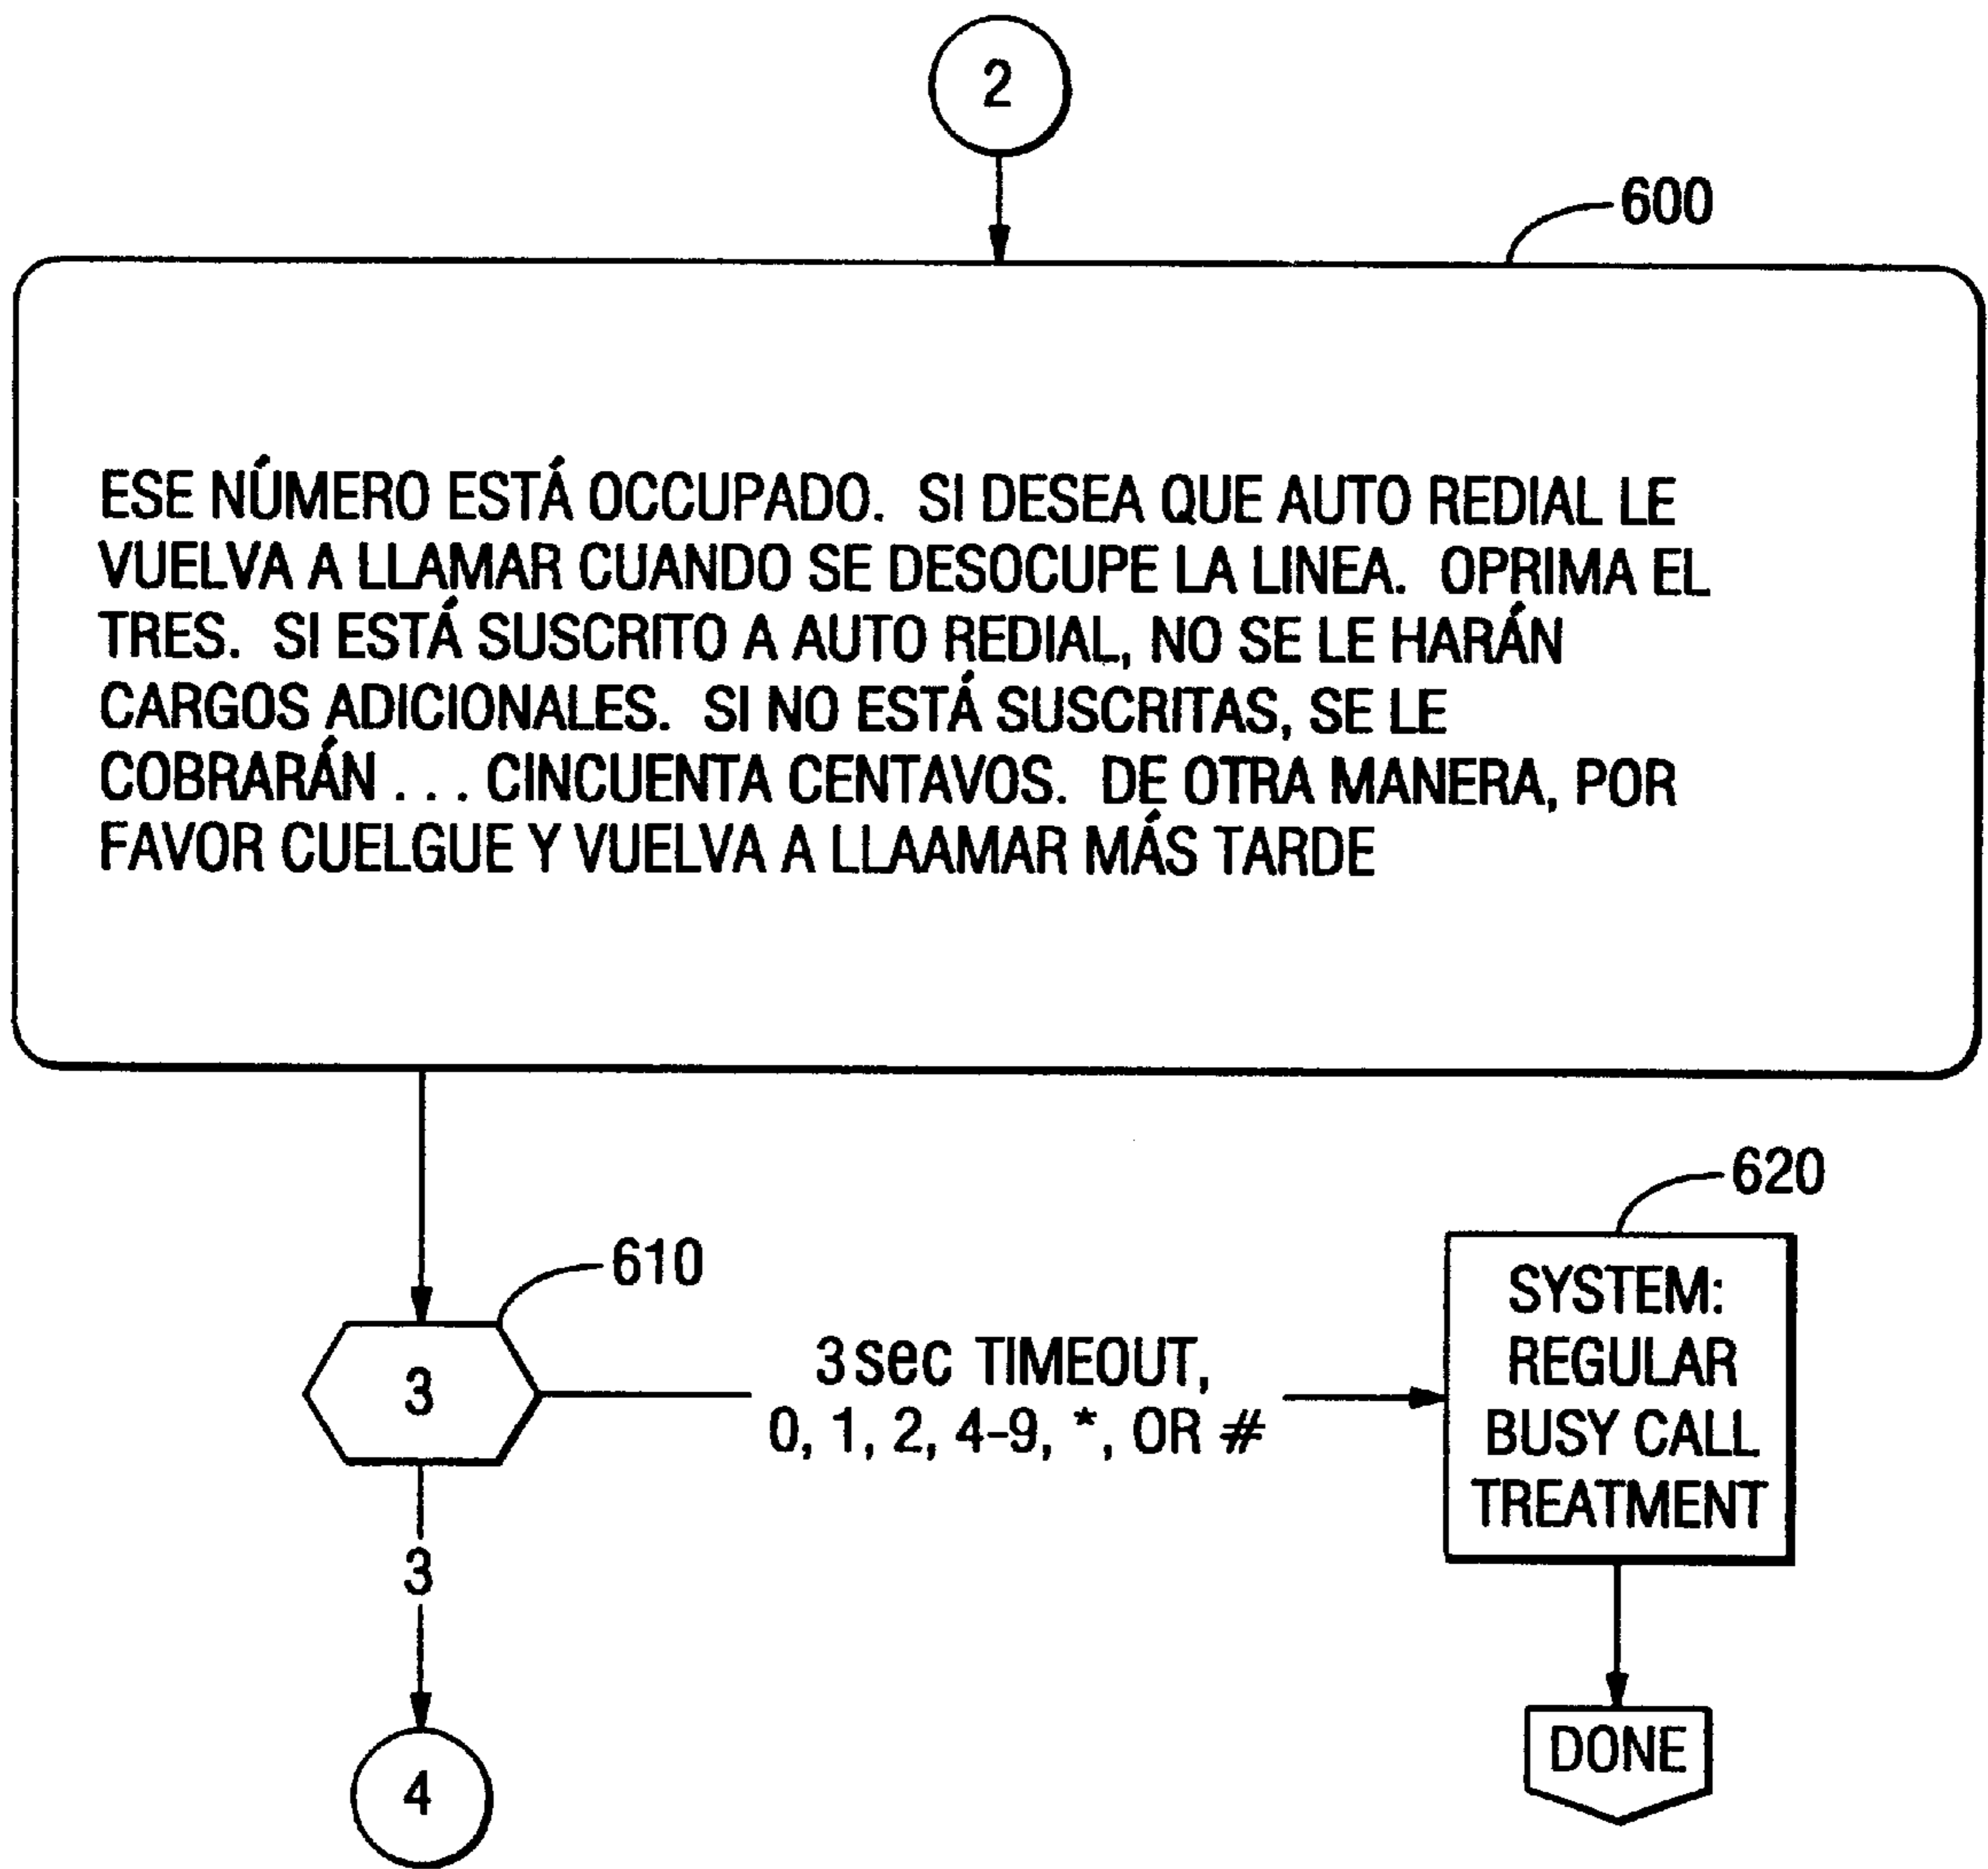 2
600
ESE NÚMERO ESTÁ OCCUPADO. SI DESEA QUE AUTO REDIAL LE
VUELVA A LLAMAR CUANDO SE DESOCUPE LA LINEA. OPRIMA EL
TRES. SI ESTÁ SUSCRITO A AUTO REDIAL, NO SE LE HARÁN
CARGOS ADICIONALES. SI NO ESTÁ SUSCRITAS, SE LE
COBRARÁN . . . CINCUENTA CENTAVOS. DE OTRA MANERA, POR
FAVOR CUELGUE Y VUELVA A LLAAMAR MÁS TARDE
610
3
3sec TIMEOUT,
0, 1, 2, 4-9, *, OR #
620
SYSTEM:
REGULAR
BUSY CALL
TREATMENT
3
4
DONE